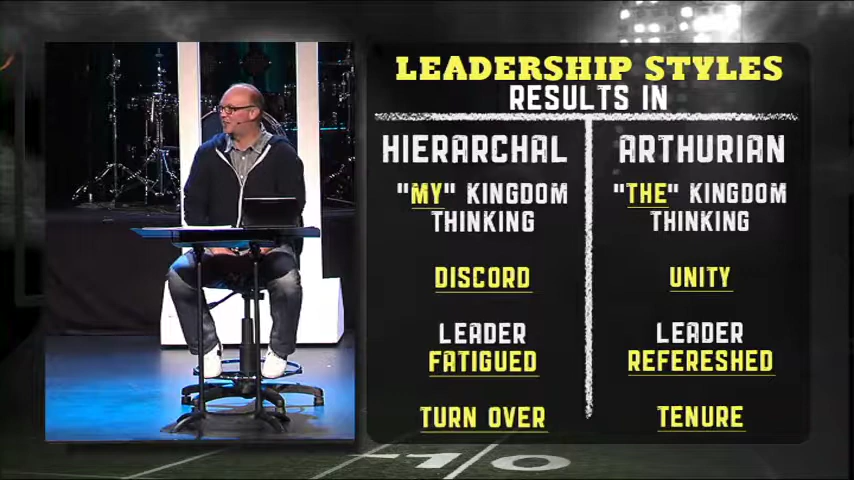 LEADERSHIP STYLES
RESULTS IN
HIERARCHAL
"MY" KINGDOM
THINKING
DISCORD
LEADER
FATIGUED
TURN OVER
ARTHURIAN
"THE" KINGDOM
THINKING
UNITY
LEADER
REFERESHED
TENURE
-10